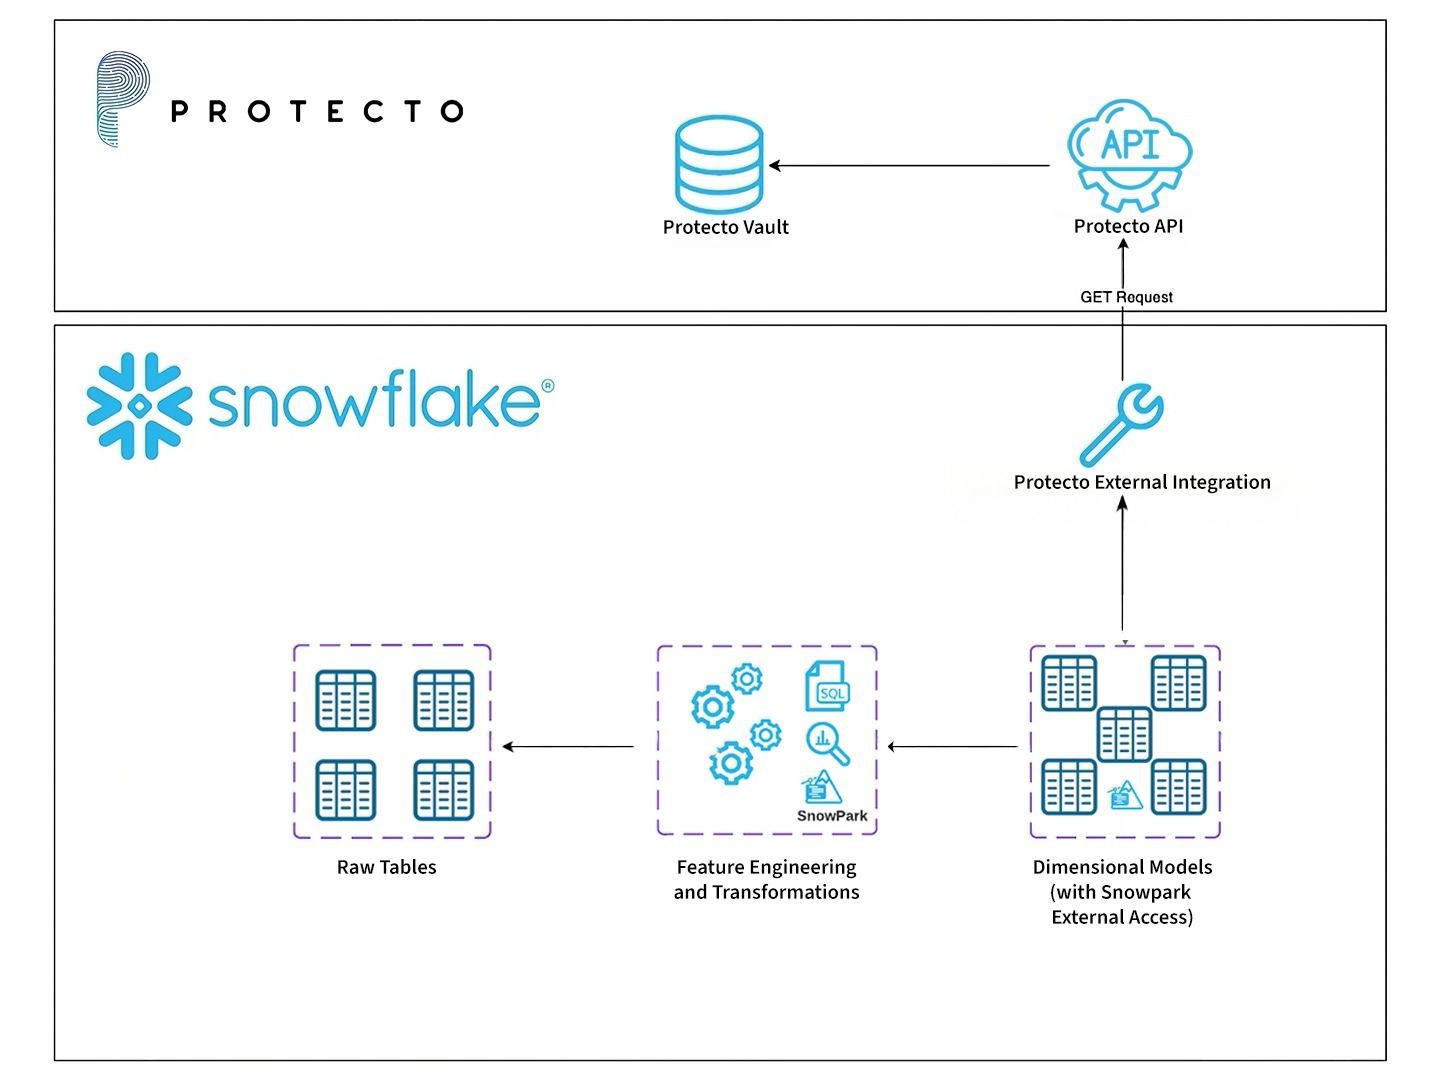 PROTECTO
API
Protecto Vault
Protecto API
GET Request
snowflake®
Protecto External Integration
SQL
SnowPark
Raw Tables
Feature Engineering
and Transformations
Dimensional Models
(with Snowpark
External Access)